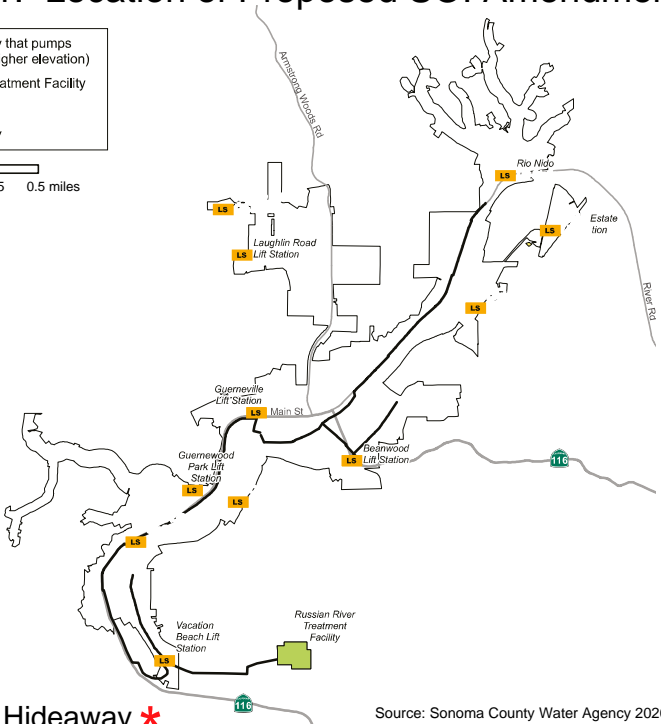 Location of Proposed
that pumps
gher elevation)
atment Facility
0.5 miles
Armstrong Woods Rd
Rio Nido
LS
LS
Estate
tion
LS
LS
Laughlin Road
Lift Station
LS
River Rd
Guerneville
Lift Station
LS
Main St
Beanwood
Lift Station
LS
116
Guernewood
Park Lift
Station
LS
LS
LS
Vacation
Beach Lift
Station
LS
Russian River
Treatment
Facility
116
Hideaway *
Source: Sonoma County Water Agency